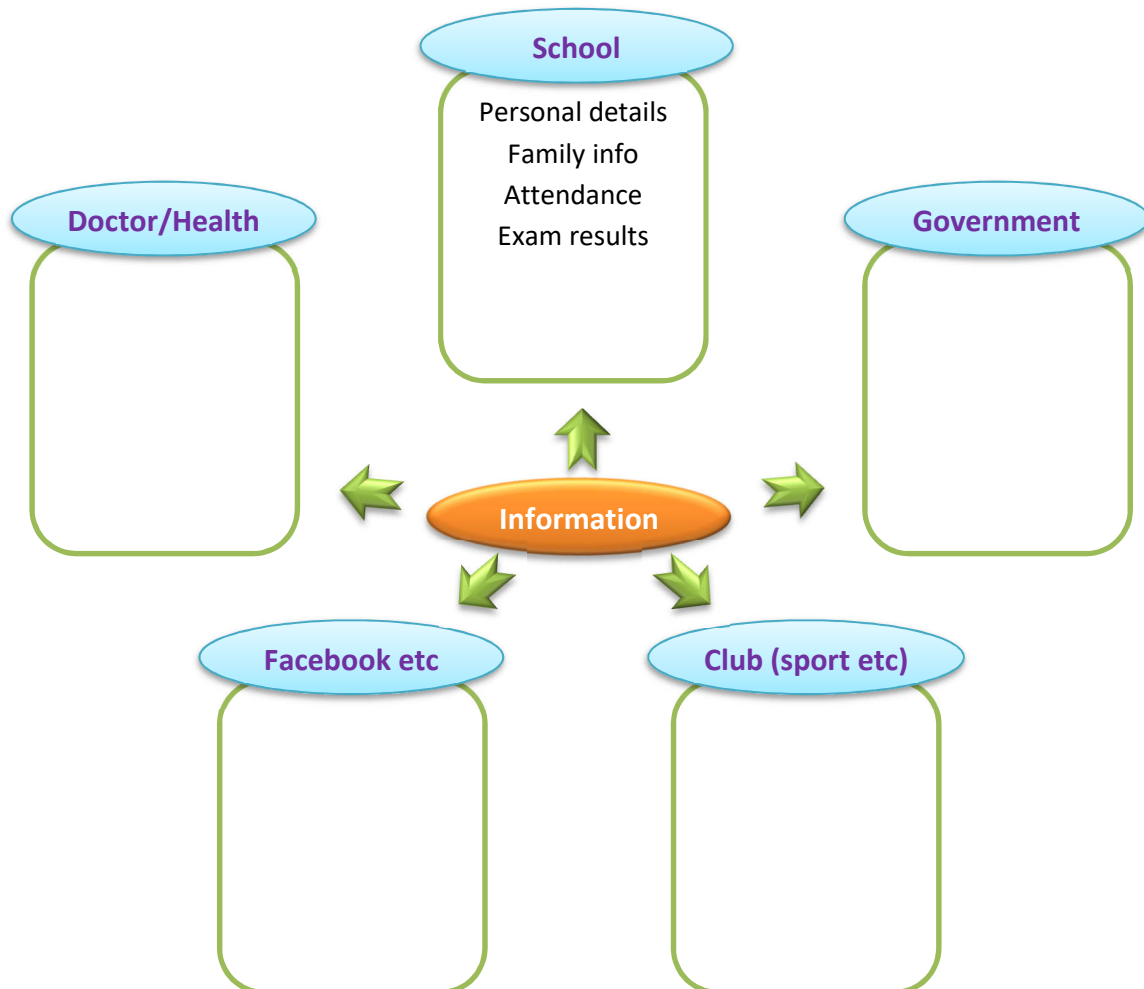 School
Personal details
Family info
Attendance
Exam results
Doctor/Health
Government
Information
Facebook etc
Club (sport etc)